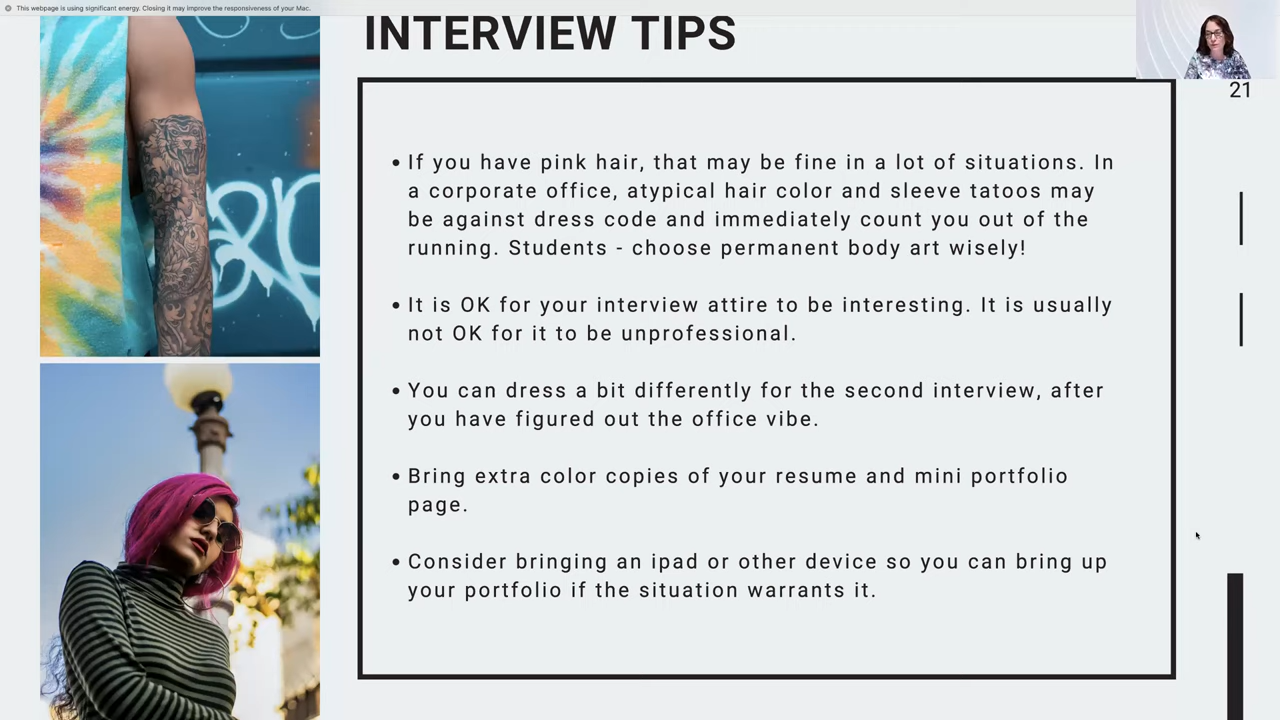 This webpage is using significant energy. Closing it may improve the responsiveness of your Mac.
INTERVIEW TIPS
21
• If you have pink hair, that may be fine in a lot of situations. In
a corporate office, atypical hair color and sleeve tatoos may
be against dress code and immediately count you out of the
running. Students - choose permanent body art wisely!
• It is OK for your interview attire to be interesting. It is usually
not OK for it to be unprofessional.
• You can dress a bit differently for the second interview, after
you have figured out the office vibe.
• Bring extra color copies of your resume and mini portfolio
page.
• Consider bringing an ipad or other device so you can bring up
your portfolio if the situation warrants it.